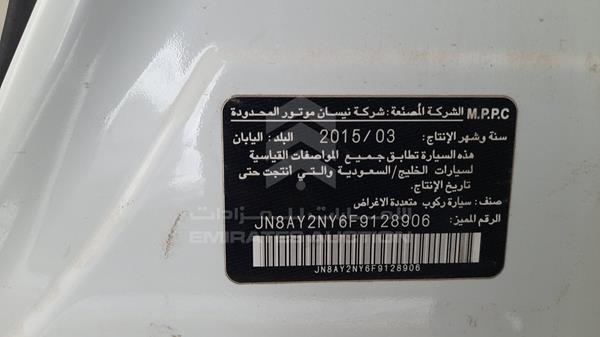 M.P.P.C الشركة المصنعة: شركة نيسان موتور المحدودة
سنة وشهر الإنتاج: 2015/03 البلد: اليابان
هذه السيارة تطابق جميع المواصفات القياسية
لسيارات الخليج/السعودية والتي أنتجت حتى
تاريخ الإنتاج.
صنف: سيارة ركوب متعددة الاغراض
الرقم المميز: JN8AY2NY6F9128906
JN8AY2NY6F9128906
الإمارات للمزادات
EMIRATES AUCTION